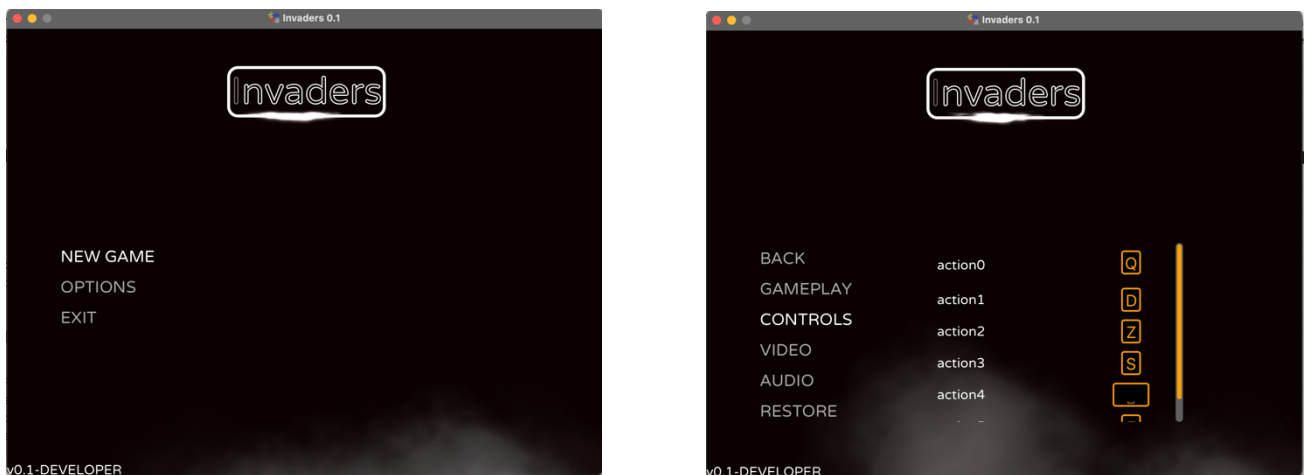 Invaders 0.1
Invaders
NEW GAME
OPTIONS
EXIT
v0.1-DEVELOPER
Invaders 0.1
Invaders
BACK
GAMEPLAY
CONTROLS
VIDEO
AUDIO
RESTORE
action0 Q
action1 D
action2 Z
action3 S
action4
v0.1-DEVELOPER